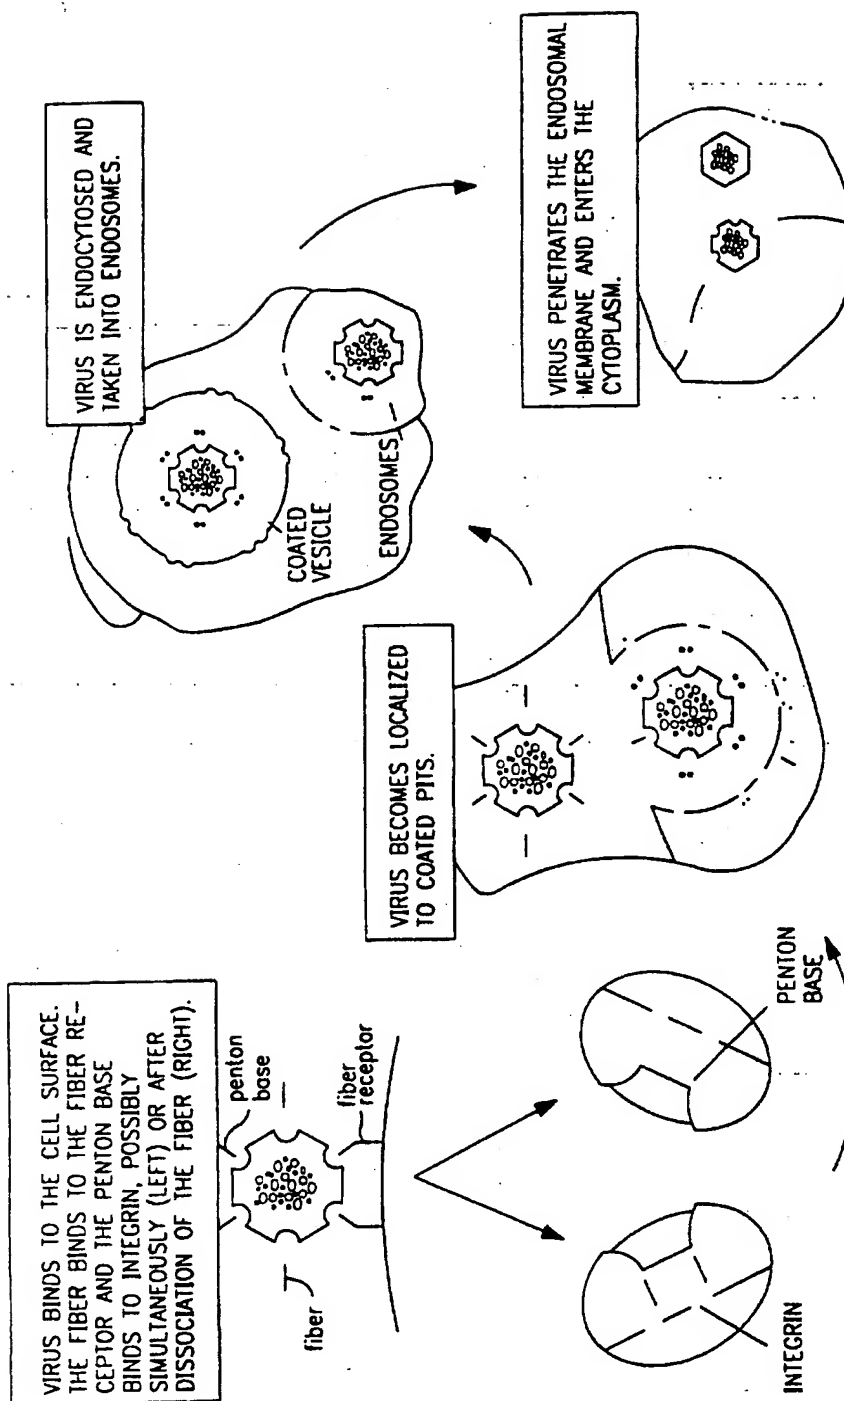 VIRUS BINDS TO THE CELL SURFACE.
THE FIBER BINDS TO THE FIBER RE-
CEPTOR AND THE PENTON BASE
BINDS TO INTEGRIN, POSSIBLY
SIMULTANEOUSLY (LEFT) OR AFTER
DISSOCIATION OF THE FIBER (RIGHT).
penton
base
fiber
receptor
fiber
INTEGRIN
PENTON
BASE
VIRUS BECOMES LOCALIZED
TO COATED PITS.
VIRUS IS ENDOCYTOSED AND
TAKEN INTO ENDOSOMES.
COATED
VESICLE
ENDOSOMES
VIRUS PENETRATES THE ENDOSOMAL
MEMBRANE AND ENTERS THE
CYTOPLASM.